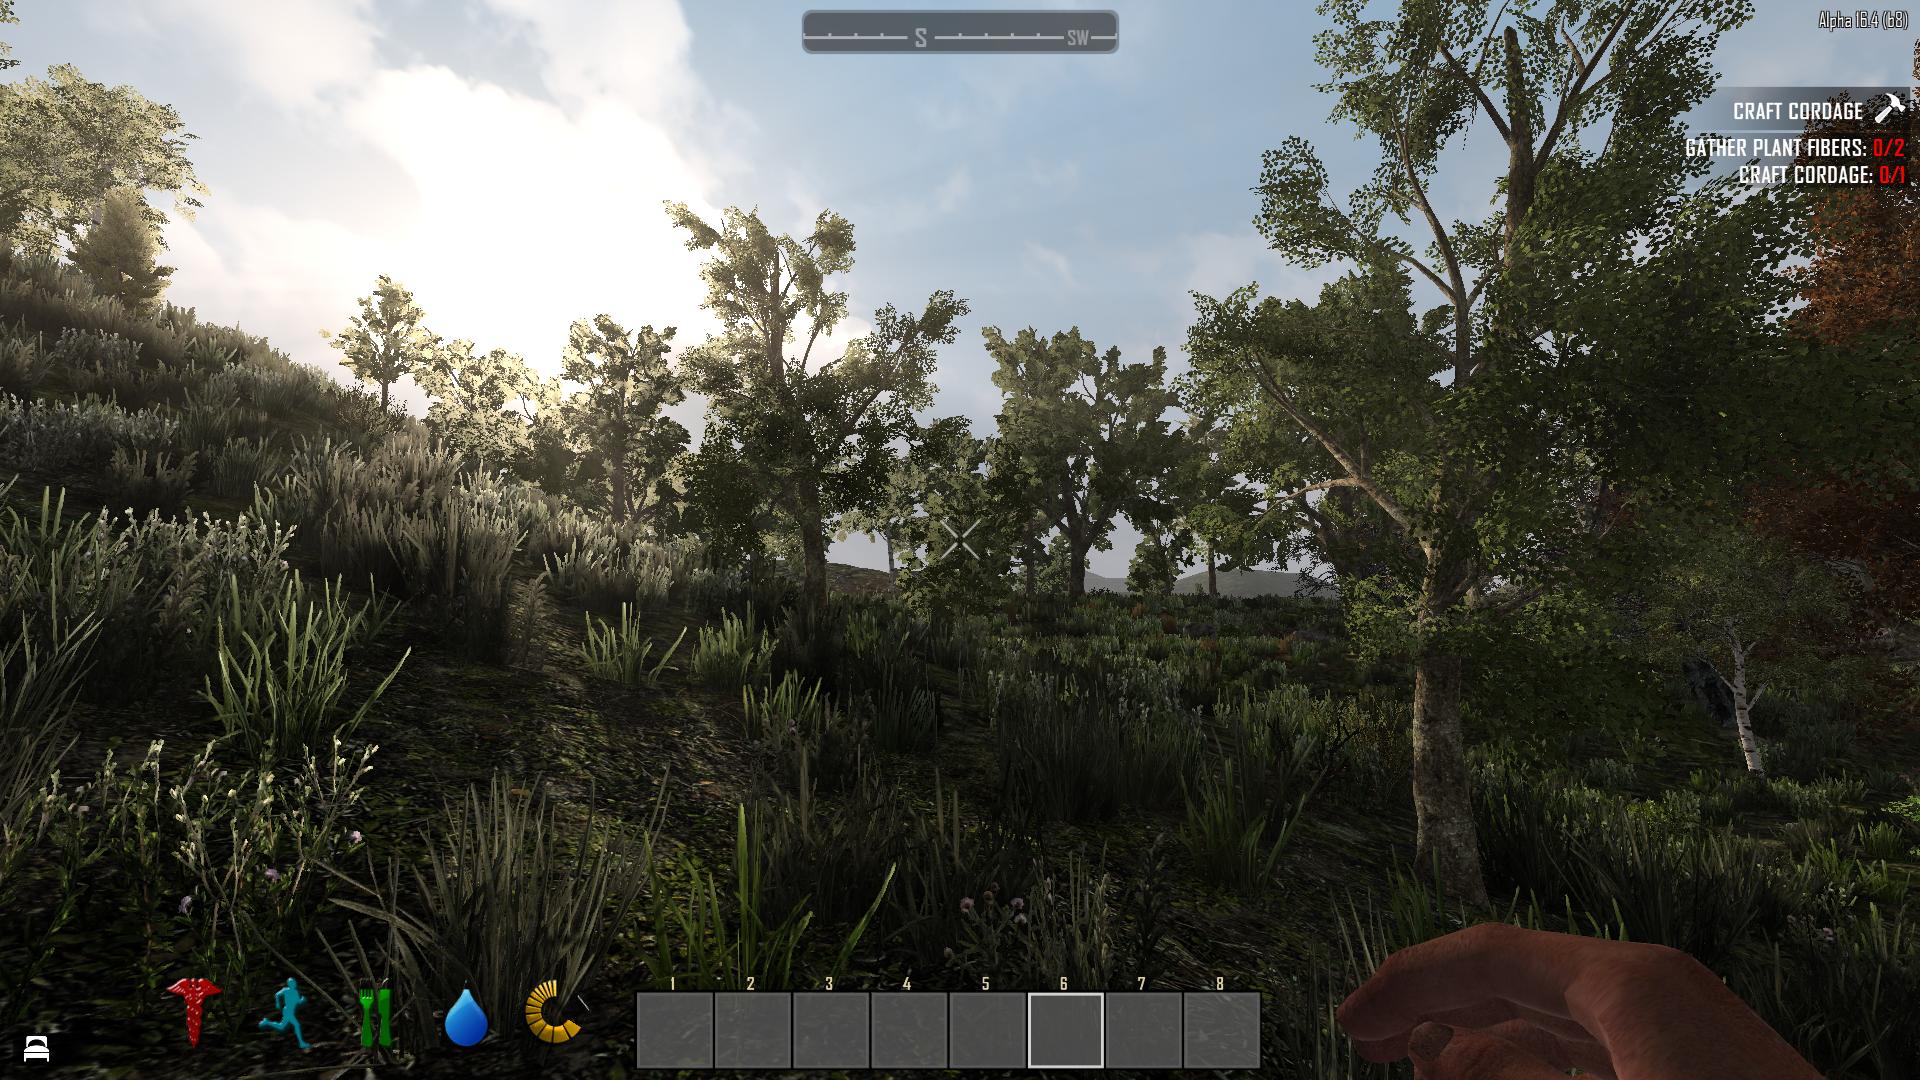 S SW
Alpha 16.4 (b8)
CRAFT CORDAGE
GATHER PLANT FIBERS: 0/2
CRAFT CORDAGE: 0/1
1 2 3 4 5 6 7 8